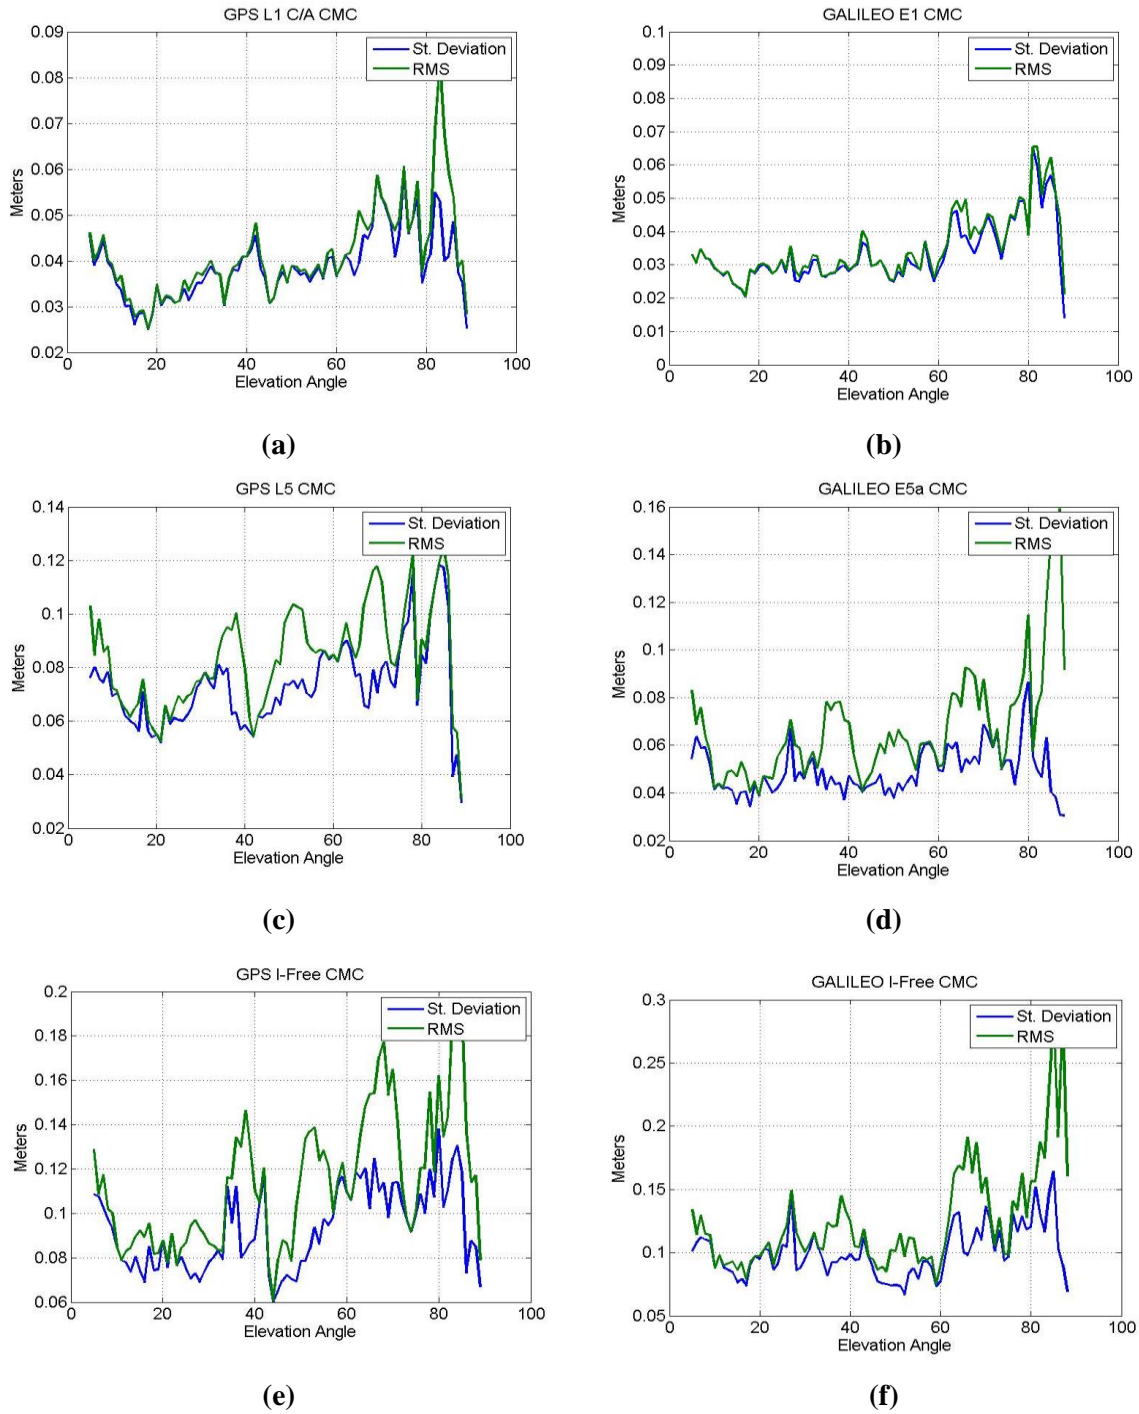 GPS L1 C/A CMC
0.09
0.08
0.07
0.06
0.05
0.04
0.03
0.02
Meters
St. Deviation
RMS
0 20 40 60 80 100
Elevation Angle
(a)
GALILEO E1 CMC
0.1
0.09
0.08
0.07
0.06
0.05
0.04
0.03
0.02
0.01
0
Meters
St. Deviation
RMS
0 20 40 60 80 100
Elevation Angle
(b)
GPS L5 CMC
0.14
0.12
0.1
0.08
0.06
0.04
0.02
Meters
St. Deviation
RMS
0 20 40 60 80 100
Elevation Angle
(c)
GALILEO E5a CMC
0.16
0.14
0.12
0.1
0.08
0.06
0.04
0.02
Meters
St. Deviation
RMS
0 20 40 60 80 100
Elevation Angle
(d)
GPS I-Free CMC
0.2
0.18
0.16
0.14
0.12
0.1
0.08
0.06
Meters
St. Deviation
RMS
0 20 40 60 80 100
Elevation Angle
(e)
GALILEO I-Free CMC
0.3
0.25
0.2
0.15
0.1
0.05
Meters
St. Deviation
RMS
0 20 40 60 80 100
Elevation Angle
(f)